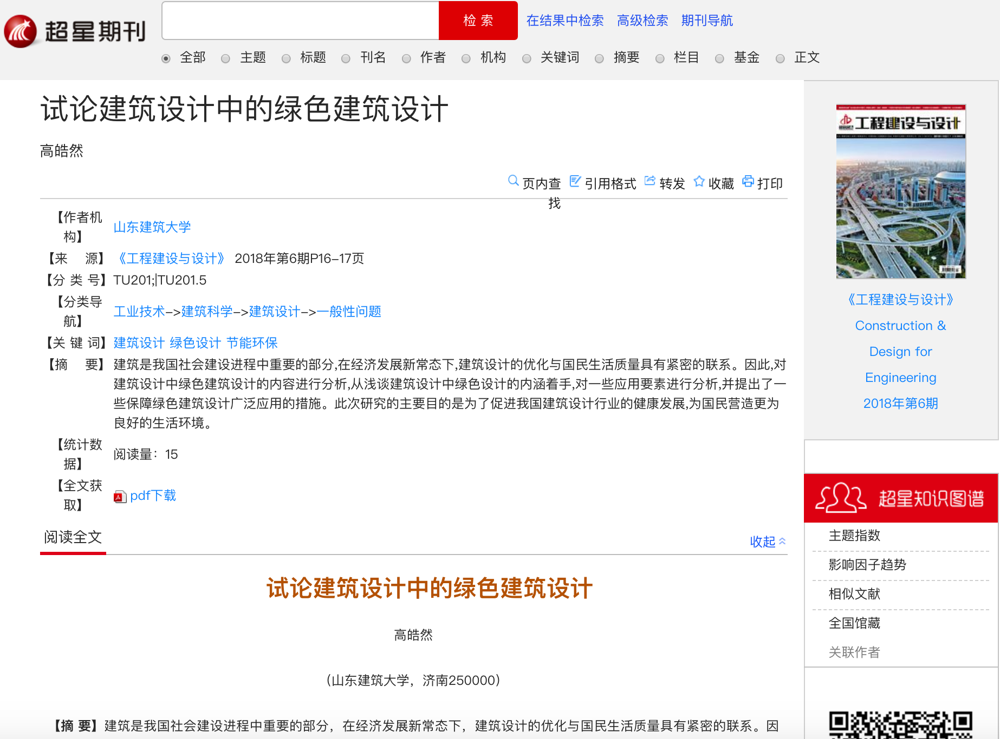 超星期刊
检 索
在结果中检索 高级检索 期刊导航
全部 主题 标题 刊名 作者 机构 关键词 摘要 栏目 基金 正文
试论建筑设计中的绿色建筑设计
高皓然
页内查找 引用格式 转发 收藏 打印
【作者机构】 山东建筑大学
【来 源】 《工程建设与设计》 2018年第6期P16-17页
【分 类 号】 TU201;|TU201.5
【分类导航】 工业技术->建筑科学->建筑设计->一般性问题
【关 键 词】 建筑设计 绿色设计 节能环保
【摘 要】 建筑是我国社会建设进程中重要的部分,在经济发展新常态下,建筑设计的优化与国民生活质量具有紧密的联系。因此,对
建筑设计中绿色建筑设计的内容进行分析,从浅谈建筑设计中绿色设计的内涵着手,对一些应用要素进行分析,并提出了一
些保障绿色建筑设计广泛应用的措施。此次研究的主要目的是为了促进我国建筑设计行业的健康发展,为国民营造更为
良好的生活环境。
【统计数据】 阅读量：15
【全文获取】 pdf下载
阅读全文
收起
试论建筑设计中的绿色建筑设计
高皓然
（山东建筑大学，济南250000）
【摘 要】建筑是我国社会建设进程中重要的部分，在经济发展新常态下，建筑设计的优化与国民生活质量具有紧密的联系。因
工程建设与设计
《工程建设与设计》
Construction &
Design for
Engineering
2018年第6期
超星知识图谱
主题指数
影响因子趋势
相似文献
全国馆藏
关联作者